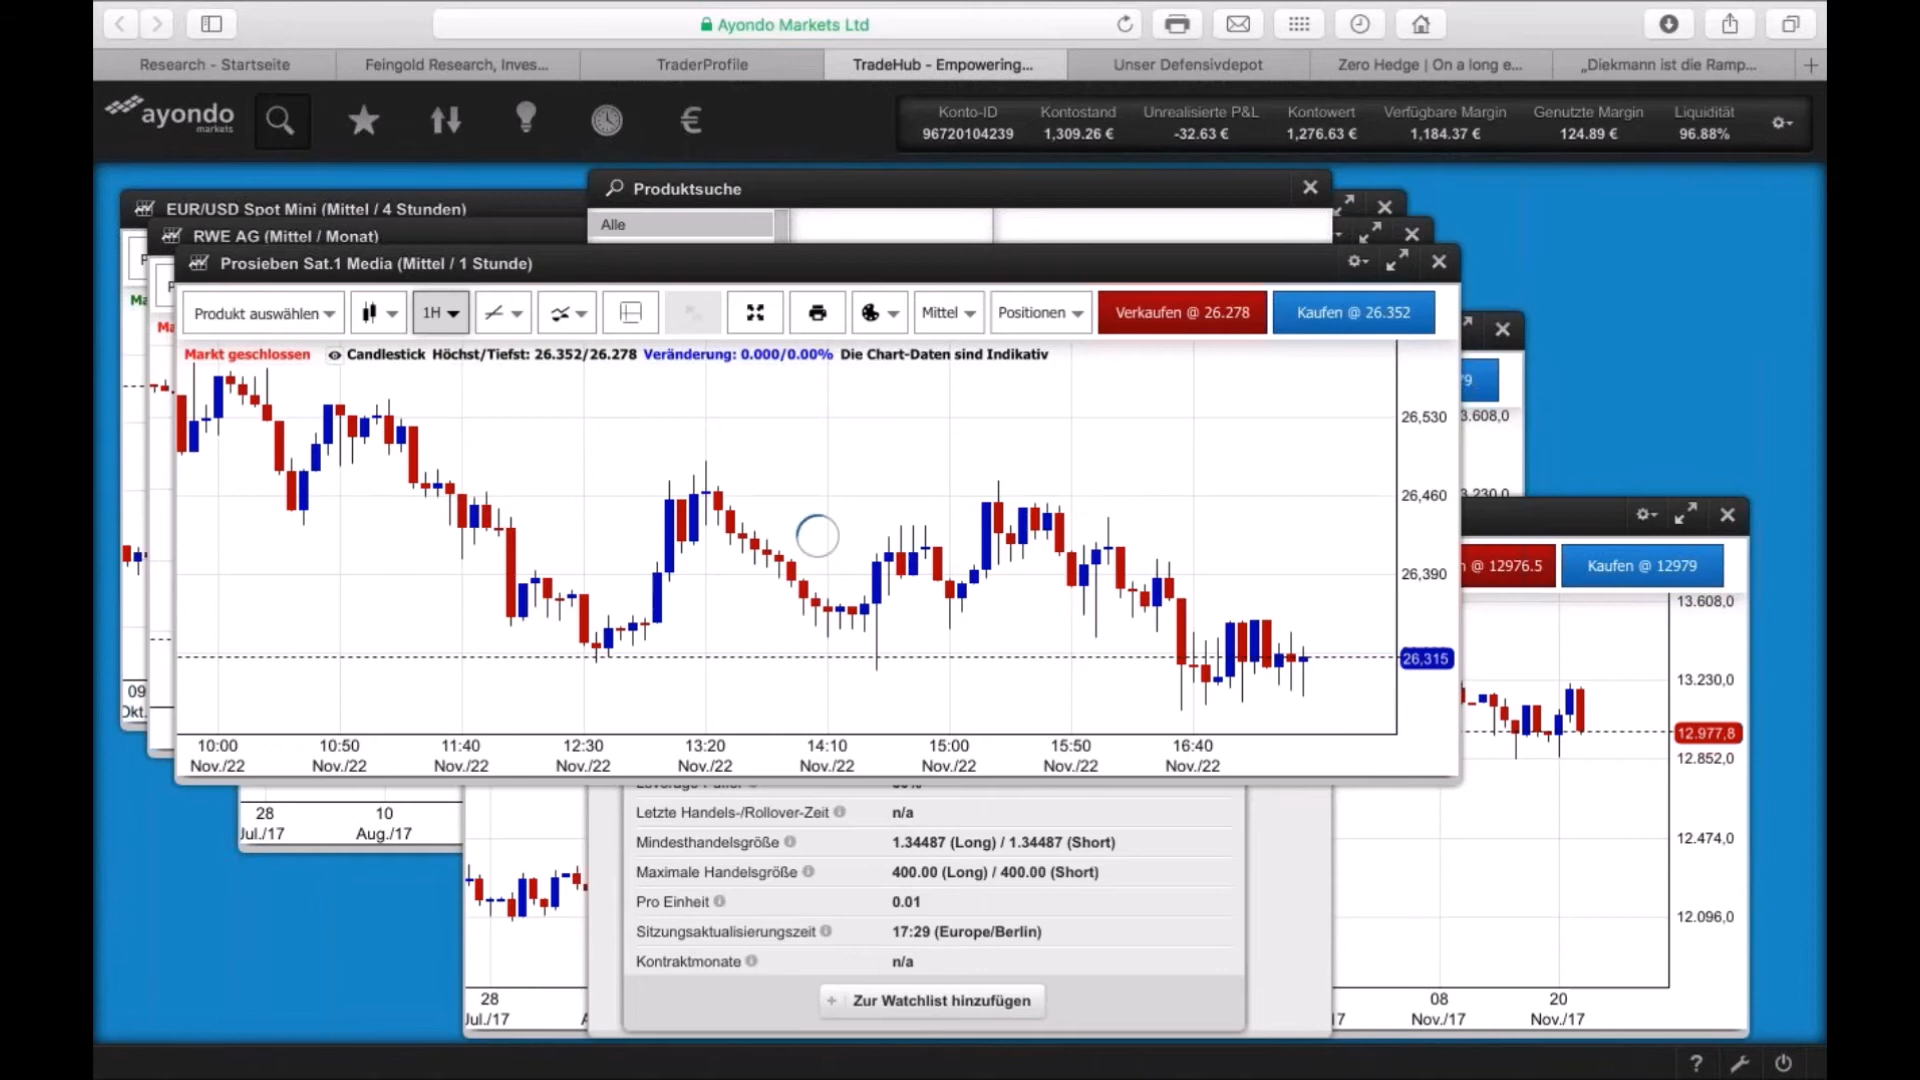 Ayondo Markets Ltd
Research - Startseite
Feingold Research, Inves...
TraderProfile
TradeHub - Empowering...
Unser Defensivdepot
Zero Hedge | On a long e...
„Diekmann ist die Ramp...
ayondo
markets
€
Konto-ID
Kontostand
Unrealisierte P&L
Kontowert
Verfügbare Margin
Genutzte Margin
Liquidität
96720104239
1,309.26 €
-32.63 €
1,276.63 €
1,184.37 €
124.89 €
96.88%
Produktsuche
Alle
EUR/USD Spot Mini (Mittel / 4 Stunden)
RWE AG (Mittel / Monat)
Prosieben Sat.1 Media (Mittel / 1 Stunde)
Produkt auswählen
1H
Mittel
Positionen
Verkaufen @ 26.278
Kaufen @ 26.352
Markt geschlossen
Candlestick Höchst/Tiefst: 26.352/26.278 Veränderung: 0.000/0.00% Die Chart-Daten sind Indikativ
26,530
26,460
26,390
26,315
10:00 10:50 11:40 12:30 13:20 14:10 15:00 15:50 16:40
Nov./22 Nov./22 Nov./22 Nov./22 Nov./22 Nov./22 Nov./22 Nov./22 Nov./22
@ 12976.5
Kaufen @ 12979
13.608,0
13.230,0
12.977,8
12.852,0
12.474,0
12.096,0
08 20
Nov./17 Nov./17
09
Okt.
28 10
Jul./17 Aug./17
28
Jul./17
Letzte Handels-/Rollover-Zeit n/a
Mindesthandelsgröße 1.34487 (Long) / 1.34487 (Short)
Maximale Handelsgröße 400.00 (Long) / 400.00 (Short)
Pro Einheit 0.01
Sitzungsaktualisierungszeit 17:29 (Europe/Berlin)
Kontraktmonate n/a
+ Zur Watchlist hinzufügen
?